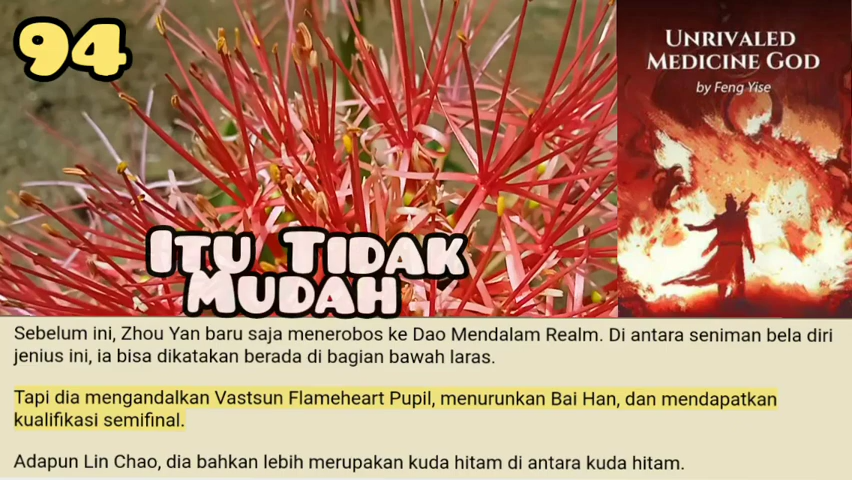 94
UNRIVALED
MEDICINE GOD
by Feng Yise
ITU TIDAK
MUDAH
Sebelum ini, Zhou Yan baru saja menerobos ke Dao Mendalam Realm. Di antara seniman bela diri
jenius ini, ia bisa dikatakan berada di bagian bawah laras.
Tapi dia mengandalkan Vastsun Flameheart Pupil, menurunkan Bai Han, dan mendapatkan
kualifikasi semifinal.
Adapun Lin Chao, dia bahkan lebih merupakan kuda hitam di antara kuda hitam.